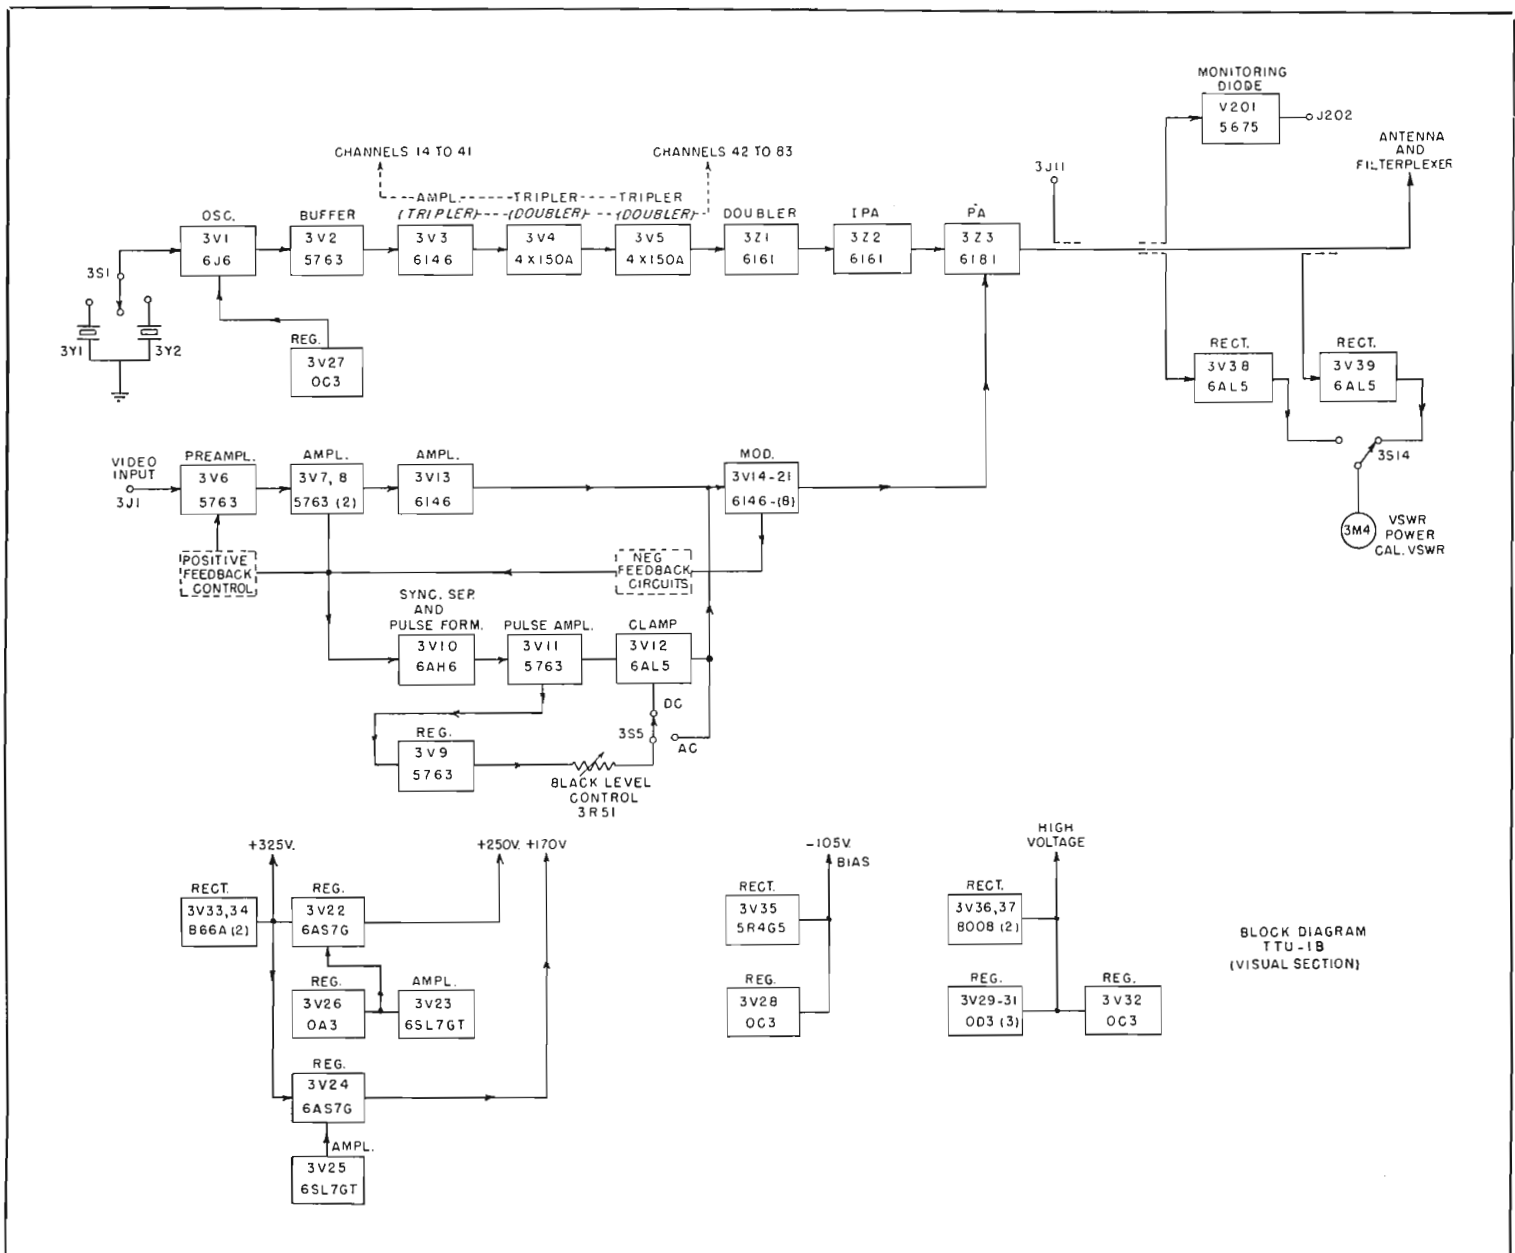 MONITORING
DIODE
V201
5675
J202
ANTENNA
AND
FILTERPLEXER
CHANNELS 14 TO 41
CHANNELS 42 TO 83
3J11
AMPL. TRIPLER TRIPLER
(TRIPLER) (DOUBLER) (DOUBLER)
OSC.
3V1
6J6
BUFFER
3V2
5763
3V3
6146
3V4
4X150A
3V5
4X150A
DOUBLER
3Z1
6161
IPA
3Z2
6161
PA
3Z3
6181
3S1
3Y1
3Y2
REG.
3V27
OC3
RECT.
3V38
6AL5
RECT.
3V39
6AL5
3S14
3M4
VSWR
POWER
CAL. VSWR
VIDEO
INPUT
3J1
PREAMPL.
3V6
5763
AMPL.
3V7, 8
5763 (2)
AMPL.
3V13
6146
MOD.
3V14-21
6146-(8)
POSITIVE
FEEDBACK
CONTROL
NEG
FEEDBACK
CIRCUITS
SYNC. SEP.
AND
PULSE FORM.
3V10
6AH6
PULSE AMPL.
3V11
5763
CLAMP
3V12
6AL5
DC
3S5
AC
REG.
3V9
5763
BLACK LEVEL
CONTROL
3R51
+325V.
+250V.
+170V
RECT.
3V33,34
866A (2)
REG.
3V22
6AS7G
REG.
3V26
OA3
AMPL.
3V23
6SL7GT
REG.
3V24
6AS7G
AMPL.
3V25
6SL7GT
-105V.
BIAS
RECT.
3V35
5R4G5
REG.
3V28
OC3
HIGH
VOLTAGE
RECT.
3V36,37
8008 (2)
REG.
3V29-31
OD3 (3)
REG.
3V32
OC3
BLOCK DIAGRAM
TTU-1B
(VISUAL SECTION)